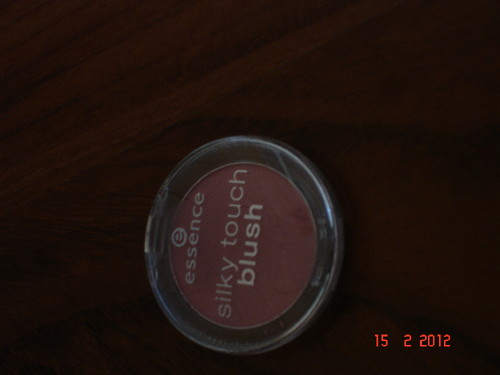 e
essence
silky touch
blush
15 2 2012